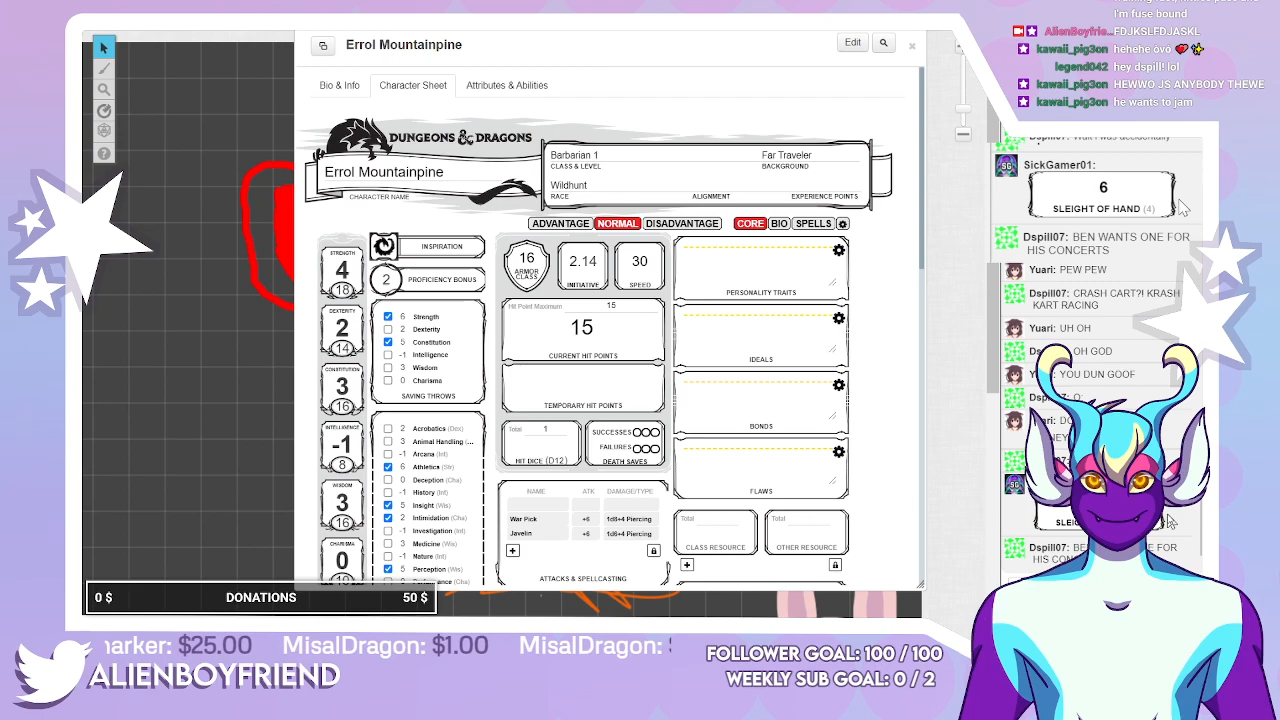 Errol Mountainpine
Edit
Bio & Info
Character Sheet
Attributes & Abilities
DUNGEONS & DRAGONS
Errol Mountainpine
CHARACTER NAME
Barbarian 1
Far Traveler
CLASS & LEVEL
BACKGROUND
Wildhunt
RACE
ALIGNMENT
EXPERIENCE POINTS
ADVANTAGE
NORMAL
DISADVANTAGE
CORE
BIO
SPELLS
STRENGTH
4
18
DEXTERITY
2
14
CONSTITUTION
3
16
INTELLIGENCE
-1
8
WISDOM
3
16
CHARISMA
0
INSPIRATION
2
PROFICIENCY BONUS
6 Strength
2 Dexterity
5 Constitution
-1 Intelligence
3 Wisdom
0 Charisma
SAVING THROWS
2 Acrobatics (Dex)
3 Animal Handling (...
-1 Arcana (Int)
6 Athletics (Str)
0 Deception (Cha)
-1 History (Int)
5 Insight (Wis)
2 Intimidation (Cha)
-1 Investigation (Int)
3 Medicine (Wis)
-1 Nature (Int)
5 Perception (Wis)
16
ARMOR CLASS
2.14
INITIATIVE
30
SPEED
Hit Point Maximum 15
15
CURRENT HIT POINTS
TEMPORARY HIT POINTS
Total 1
HIT DICE (D12)
SUCCESSES
FAILURES
DEATH SAVES
NAME ATK DAMAGE/TYPE
War Pick +6 1d8+4 Piercing
Javelin +6 1d6+4 Piercing
ATTACKS & SPELLCASTING
PERSONALITY TRAITS
IDEALS
BONDS
FLAWS
Total
CLASS RESOURCE
Total
OTHER RESOURCE
I'm fuse bound
AlienBoyfrie... FDJKSLFDJASKL
kawaii_pig3on hehehe ovo
legend042 hey dspill! lol
kawaii_pig3on HEWWO JS ANYBODY THEWE
kawaii_pig3on he wants to jam
SickGamer01:
6
SLEIGHT OF HAND (4)
Dspill07: BEN WANTS ONE FOR
HIS CONCERTS
Yuari: PEW PEW
Dspill07: CRASH CART?! KRASH
KART RACING
Yuari: UH OH
OH GOD
YOU DUN GOOF
0 $
DONATIONS
50 $
$25.00 MisalDragon: $1.00 MisalDragon:
ALIENBOYFRIEND
FOLLOWER GOAL: 100 / 100
WEEKLY SUB GOAL: 0 / 2